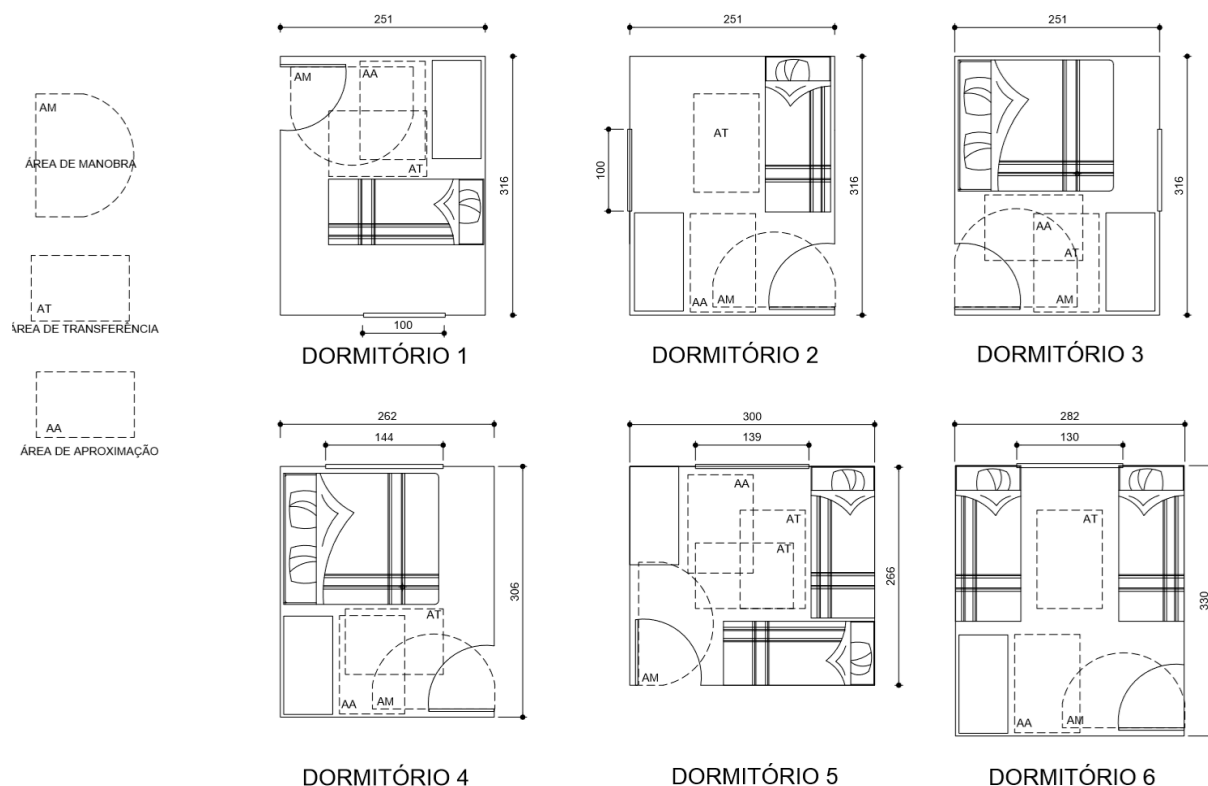 AM
ÁREA DE MANOBRA
AT
ÁREA DE TRANSFERÊNCIA
AA
ÁREA DE APROXIMAÇÃO
251
AM
AA
AT
316
100
DORMITÓRIO 1
251
AT
100
316
AA
AM
DORMITÓRIO 2
251
316
AA
AT
AM
DORMITÓRIO 3
262
144
AT
306
AA
AM
DORMITÓRIO 4
300
139
AA
AT
AT
266
AM
DORMITÓRIO 5
282
130
AT
330
AA
AM
DORMITÓRIO 6